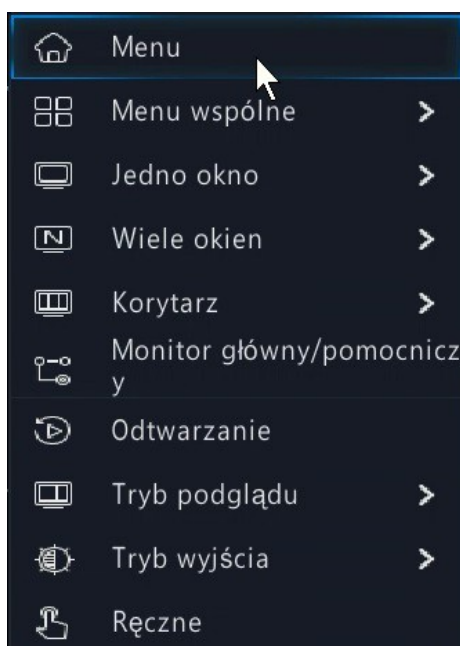 Menu
Menu wspólne
Jedno okno
Wiele okien
Korytarz
Monitor główny/pomocnicz
y
Odtwarzanie
Tryb podglądu
Tryb wyjścia
Ręczne